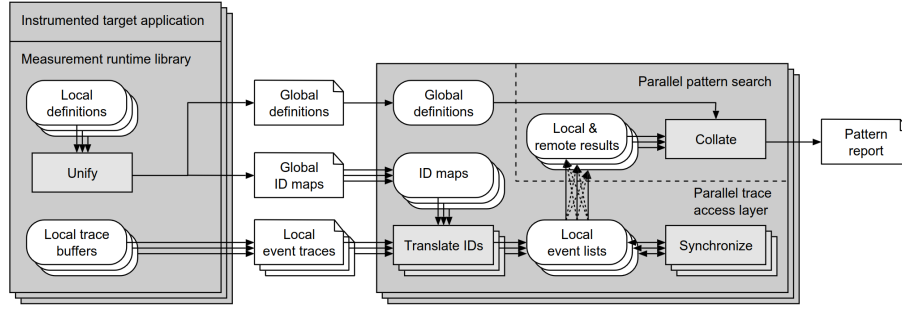 Instrumented target application
Measurement runtime library
Local
definitions
Unify
Local trace
buffers
Global
definitions
Global
ID maps
Local
event traces
Global
definitions
ID maps
Translate IDs
Parallel pattern search
Local &
remote results
Collate
Parallel trace
access layer
Local
event lists
Synchronize
Pattern
report